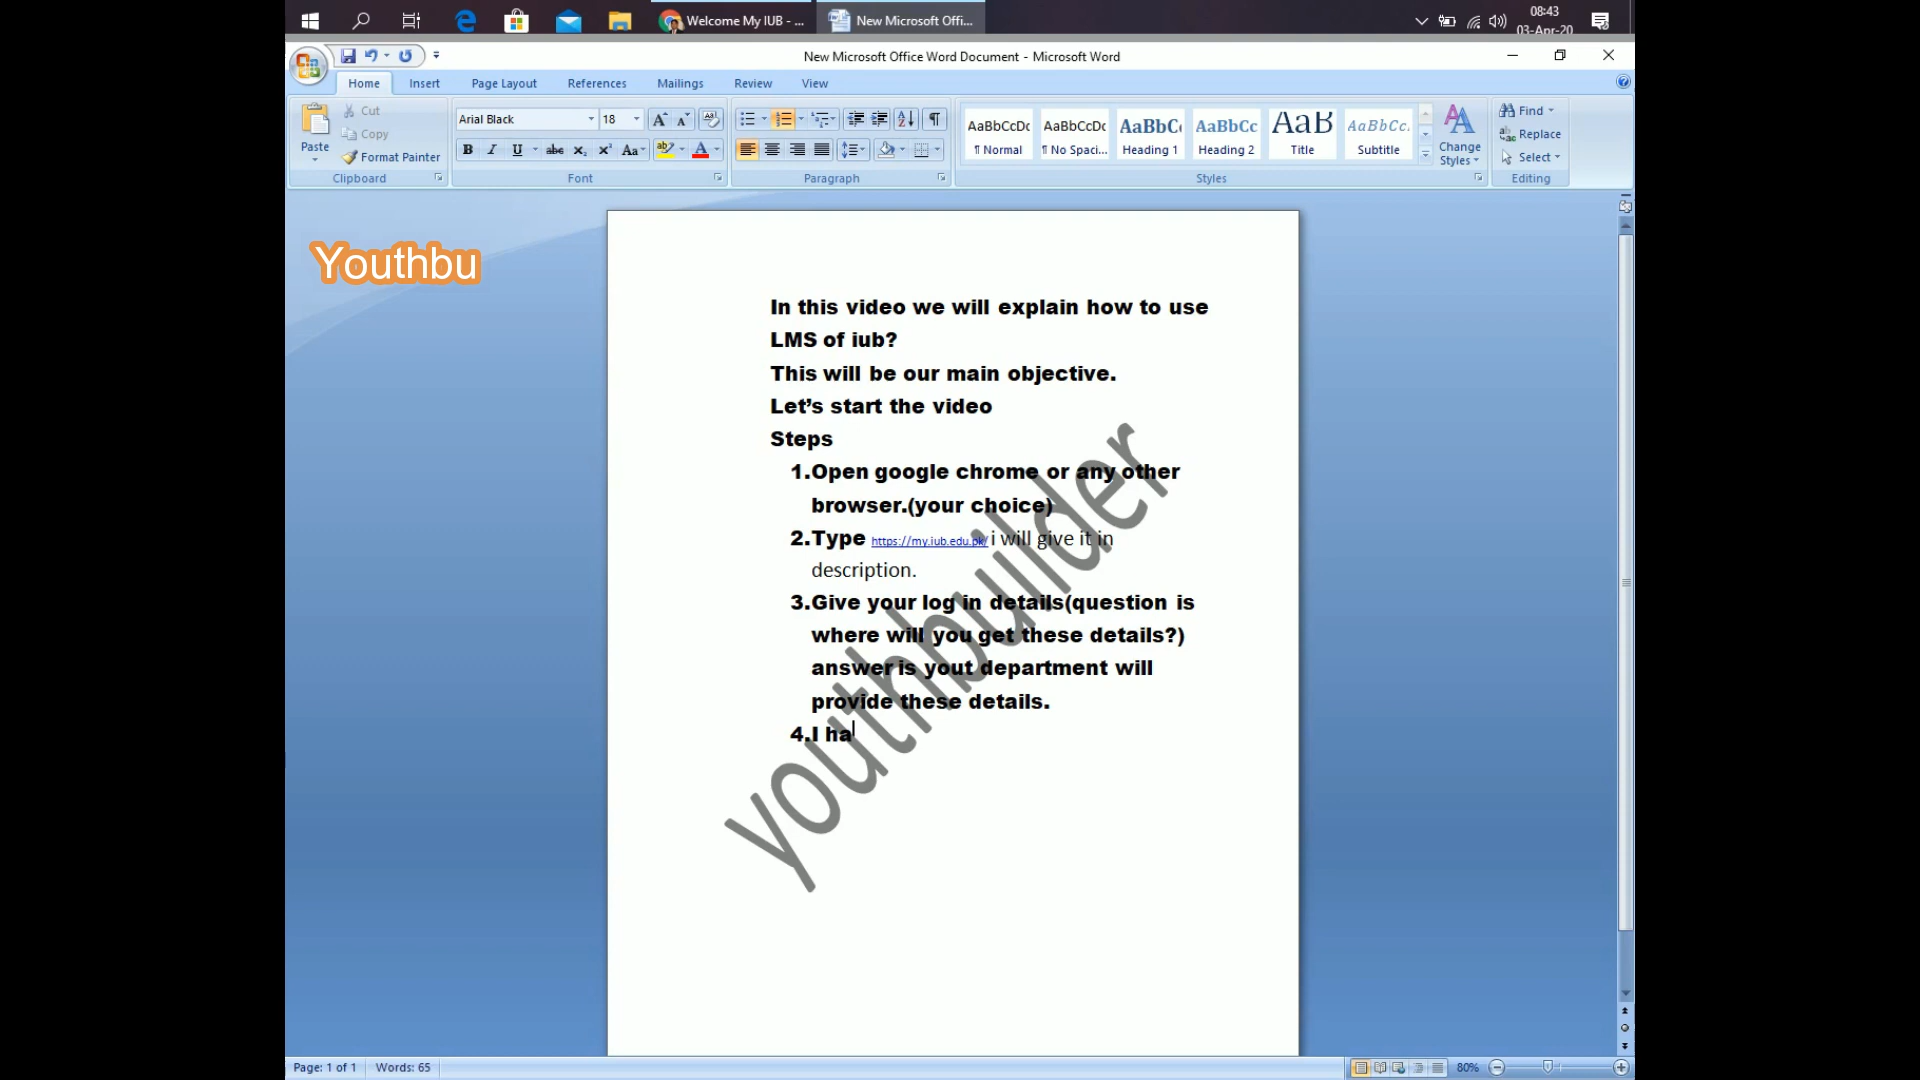 Welcome My IUB - ...
New Microsoft Offi...
08:43
03-Apr-20
New Microsoft Office Word Document - Microsoft Word
Home
Insert
Page Layout
References
Mailings
Review
View
Paste
Cut
Copy
Format Painter
Clipboard
Arial Black
18
Font
Paragraph
AaBbCcDc
¶ Normal
AaBbCcDc
¶ No Spaci...
AaBbC
Heading 1
AaBbCc
Heading 2
AaB
Title
AaBbCc.
Subtitle
Change
Styles
Styles
Find
Replace
Select
Editing
Youthbu
In this video we will explain how to use
LMS of iub?
This will be our main objective.
Let’s start the video
Steps
1.Open google chrome or any other
browser.(your choice)
2.Type https://my.iub.edu.pk/ i will give it in
description.
3.Give your log in details(question is
where will you get these details?)
answer is yout department will
provide these details.
4.I ha
youthbuilder
Page: 1 of 1
Words: 65
80%